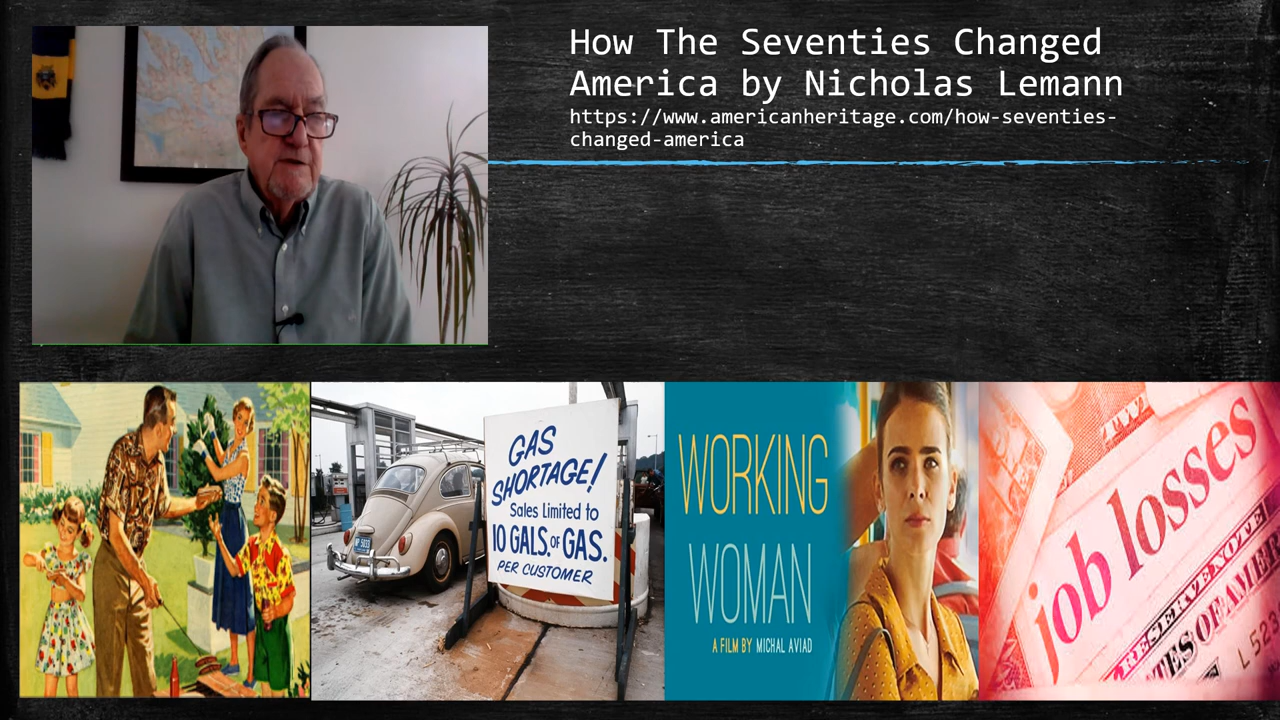 How The Seventies Changed
America by Nicholas Lemann
https://www.americanheritage.com/how-seventies-
changed-america
GAS
SHORTAGE!
Sales Limited to
10 GALS. OF GAS.
PER CUSTOMER
WORKING
WOMAN
A FILM BY MICHAL AVIAD
job losses